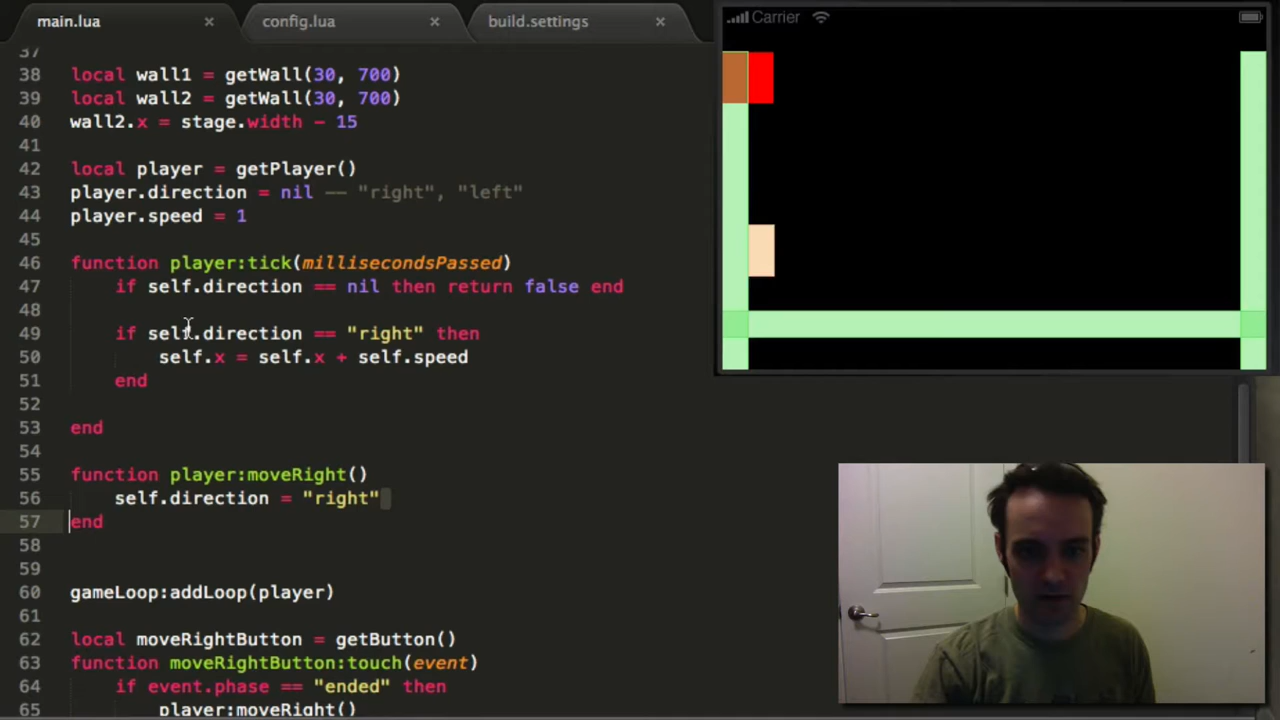 main.lua × config.lua × build.settings ×
Carrier
37
38 local wall1 = getWall(30, 700)
39 local wall2 = getWall(30, 700)
40 wall2.x = stage.width - 15
41
42 local player = getPlayer()
43 player.direction = nil -- "right", "left"
44 player.speed = 1
45
46 function player:tick(millisecondsPassed)
47 if self.direction == nil then return false end
48
49 if self.direction == "right" then
50 self.x = self.x + self.speed
51 end
52
53 end
54
55 function player:moveRight()
56 self.direction = "right"
57 end
58
59
60 gameLoop:addLoop(player)
61
62 local moveRightButton = getButton()
63 function moveRightButton:touch(event)
64 if event.phase == "ended" then
65 player:moveRight()